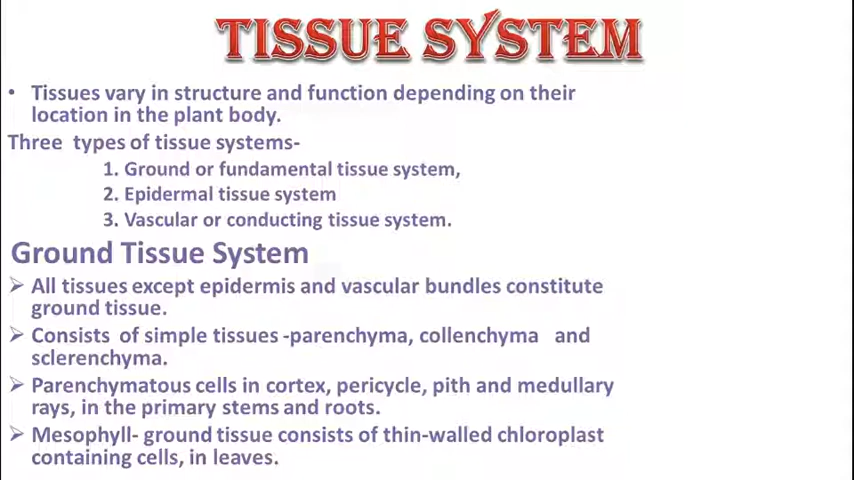 TISSUE SYSTEM
• Tissues vary in structure and function depending on their
location in the plant body.
Three types of tissue systems-
1. Ground or fundamental tissue system,
2. Epidermal tissue system
3. Vascular or conducting tissue system.
Ground Tissue System
➢ All tissues except epidermis and vascular bundles constitute
ground tissue.
➢ Consists of simple tissues -parenchyma, collenchyma and
sclerenchyma.
➢ Parenchymatous cells in cortex, pericycle, pith and medullary
rays, in the primary stems and roots.
➢ Mesophyll- ground tissue consists of thin-walled chloroplast
containing cells, in leaves.